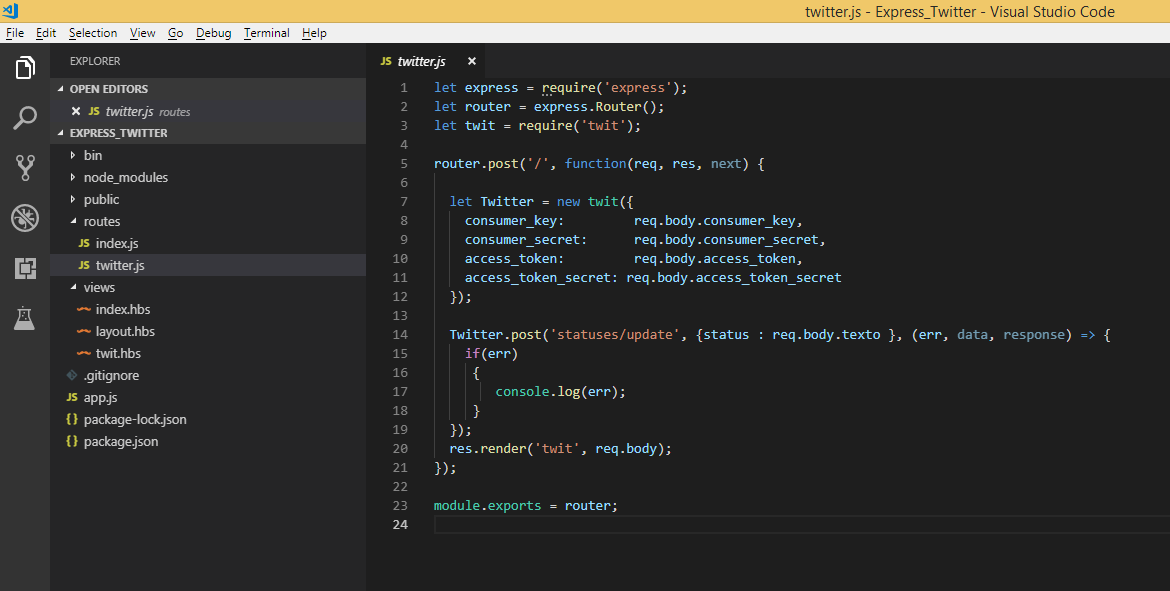 twitter.js - Express_Twitter - Visual Studio Code
File Edit Selection View Go Debug Terminal Help
EXPLORER
OPEN EDITORS
JS twitter.js routes
EXPRESS_TWITTER
bin
node_modules
public
routes
JS index.js
JS twitter.js
views
index.hbs
layout.hbs
twit.hbs
.gitignore
JS app.js
{} package-lock.json
{} package.json
JS twitter.js
1 let express = require('express');
2 let router = express.Router();
3 let twit = require('twit');
4
5 router.post('/', function(req, res, next) {
6
7   let Twitter = new twit({
8     consumer_key:         req.body.consumer_key,
9     consumer_secret:      req.body.consumer_secret,
10     access_token:         req.body.access_token,
11     access_token_secret: req.body.access_token_secret
12   });
13
14   Twitter.post('statuses/update', {status : req.body.texto }, (err, data, response) => {
15     if(err)
16      {
17         console.log(err);
18      }
19   });
20   res.render('twit', req.body);
21 });
22
23 module.exports = router;
24